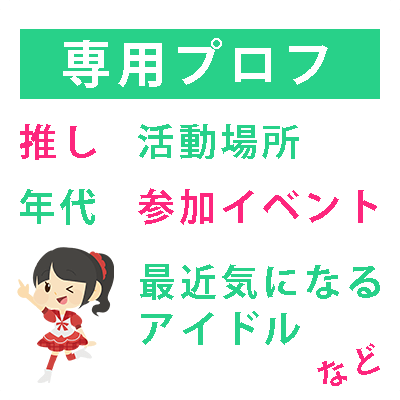 専用プロフ
推し 活動場所
年代 参加イベント
最近気になる
アイドル
など